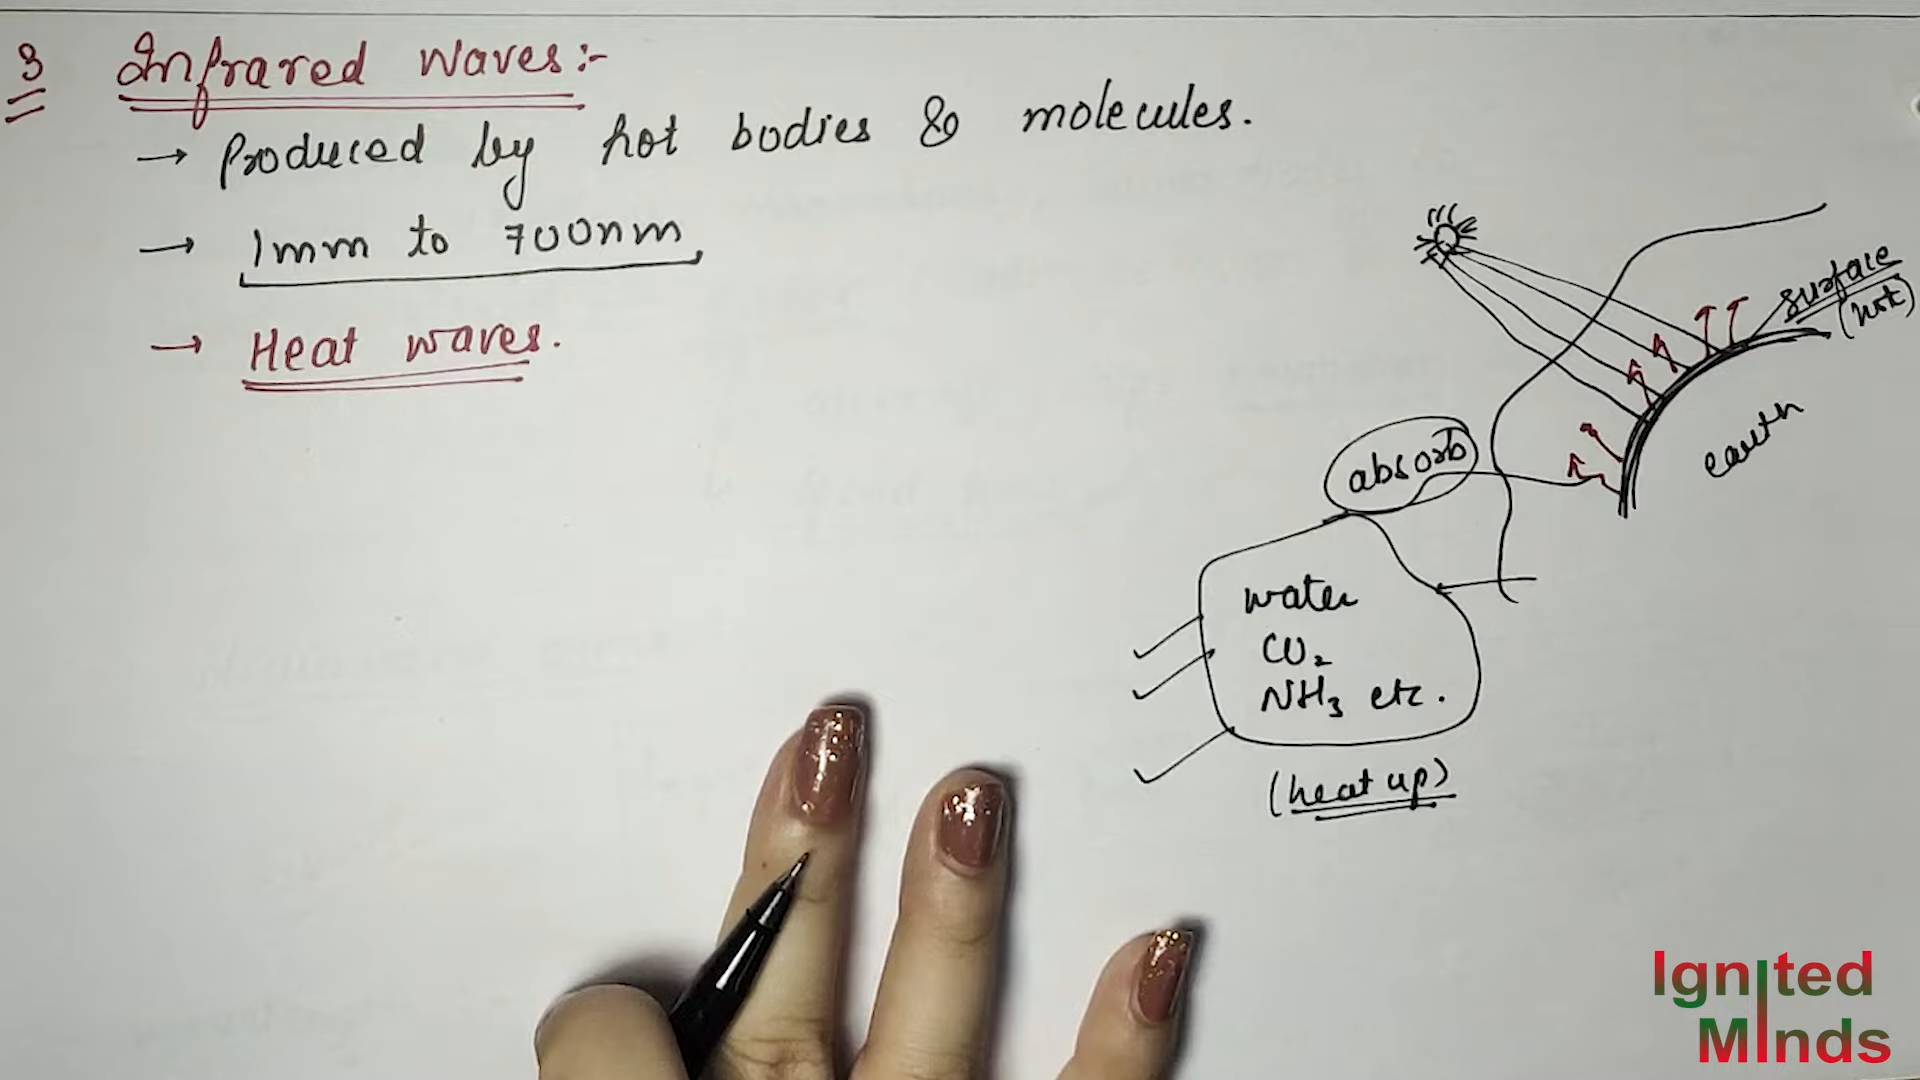 3 Infrared waves:-
→ Produced by hot bodies & molecules.
→ 1mm to 700nm
→ Heat waves.
surface
(hot)
earth
absorb
water
CO₂
NH₃ etc.
(heat up)
Ignited
Minds